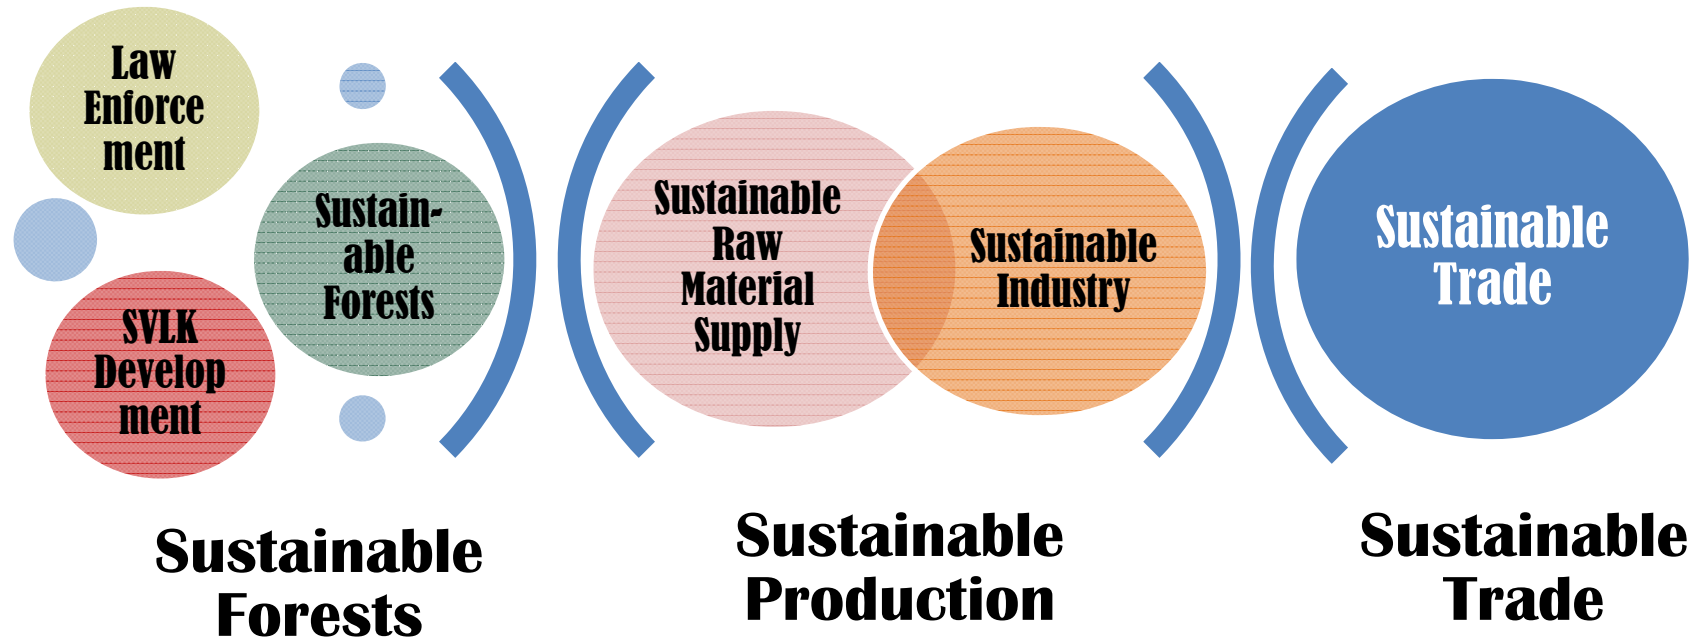 Law
Enforce
ment
Sustain-
able
Forests
SVLK
Develop
ment
Sustainable
Raw
Material
Supply
Sustainable
Industry
Sustainable
Trade
Sustainable
Forests
Sustainable
Production
Sustainable
Trade